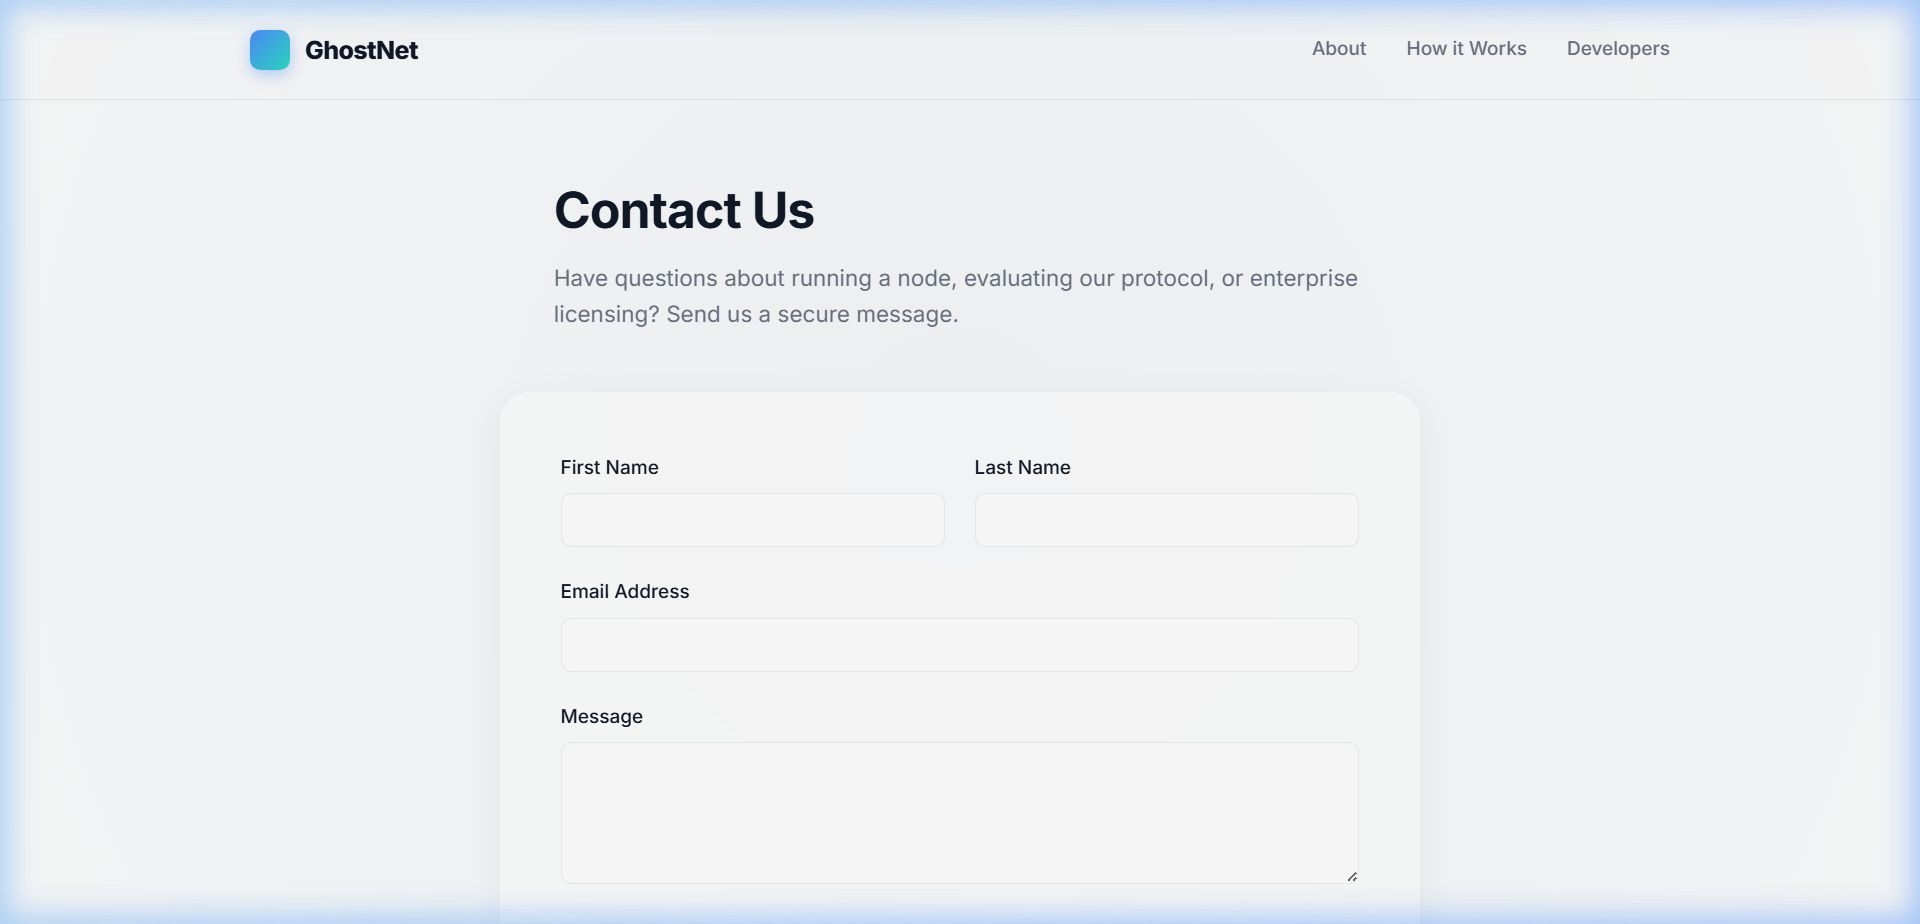 GhostNet
About
How it Works
Developers
Contact Us
Have questions about running a node, evaluating our protocol, or enterprise
licensing? Send us a secure message.
First Name
Last Name
Email Address
Message